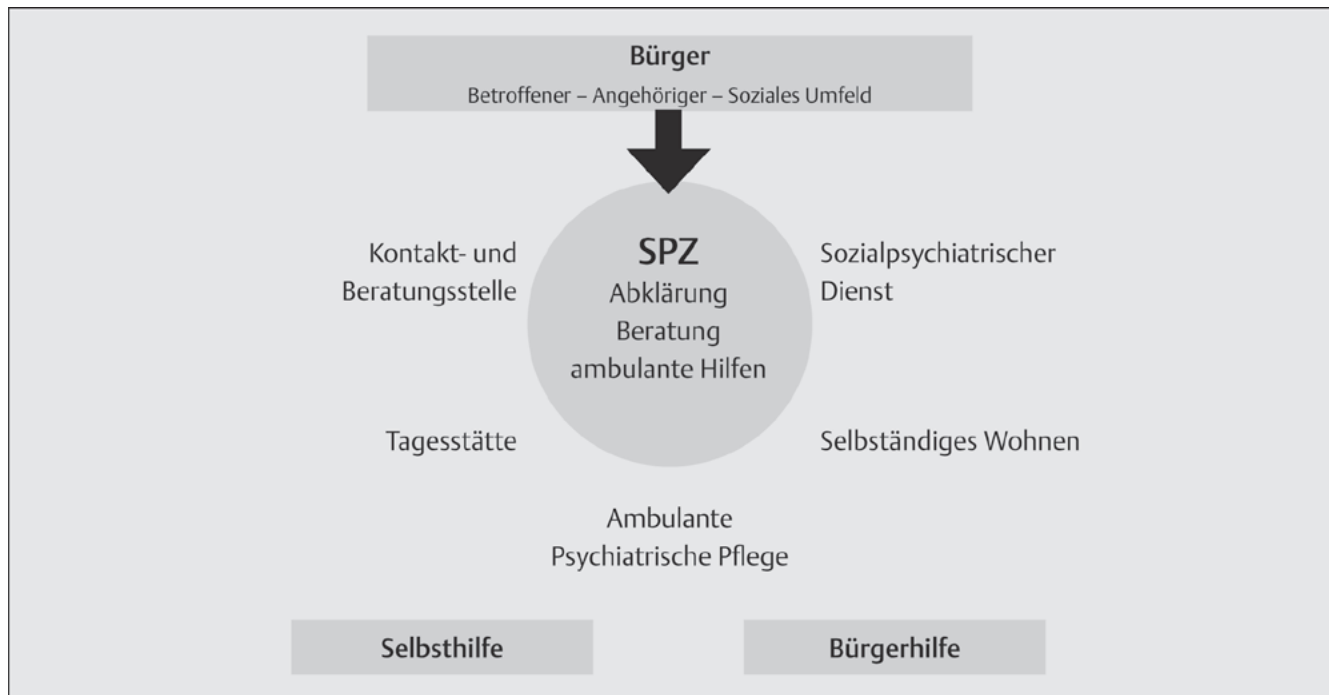 Bürger
Betroffener – Angehöriger – Soziales Umfeld
Kontakt- und
Beratungsstelle
SPZ
Abklärung
Beratung
ambulante Hilfen
Sozialpsychiatrischer
Dienst
Tagesstätte
Selbständiges Wohnen
Ambulante
Psychiatrische Pflege
Selbsthilfe
Bürgerhilfe